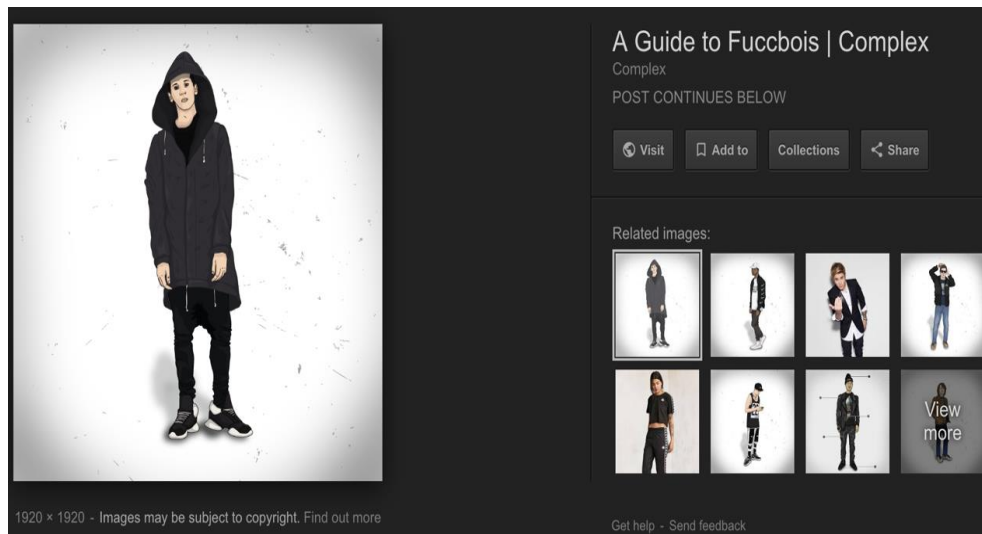 A Guide to Fuccbois | Complex
Complex
POST CONTINUES BELOW
Visit
Add to
Collections
Share
Related images:
View
more
1920 × 1920 - Images may be subject to copyright. Find out more
Get help - Send feedback